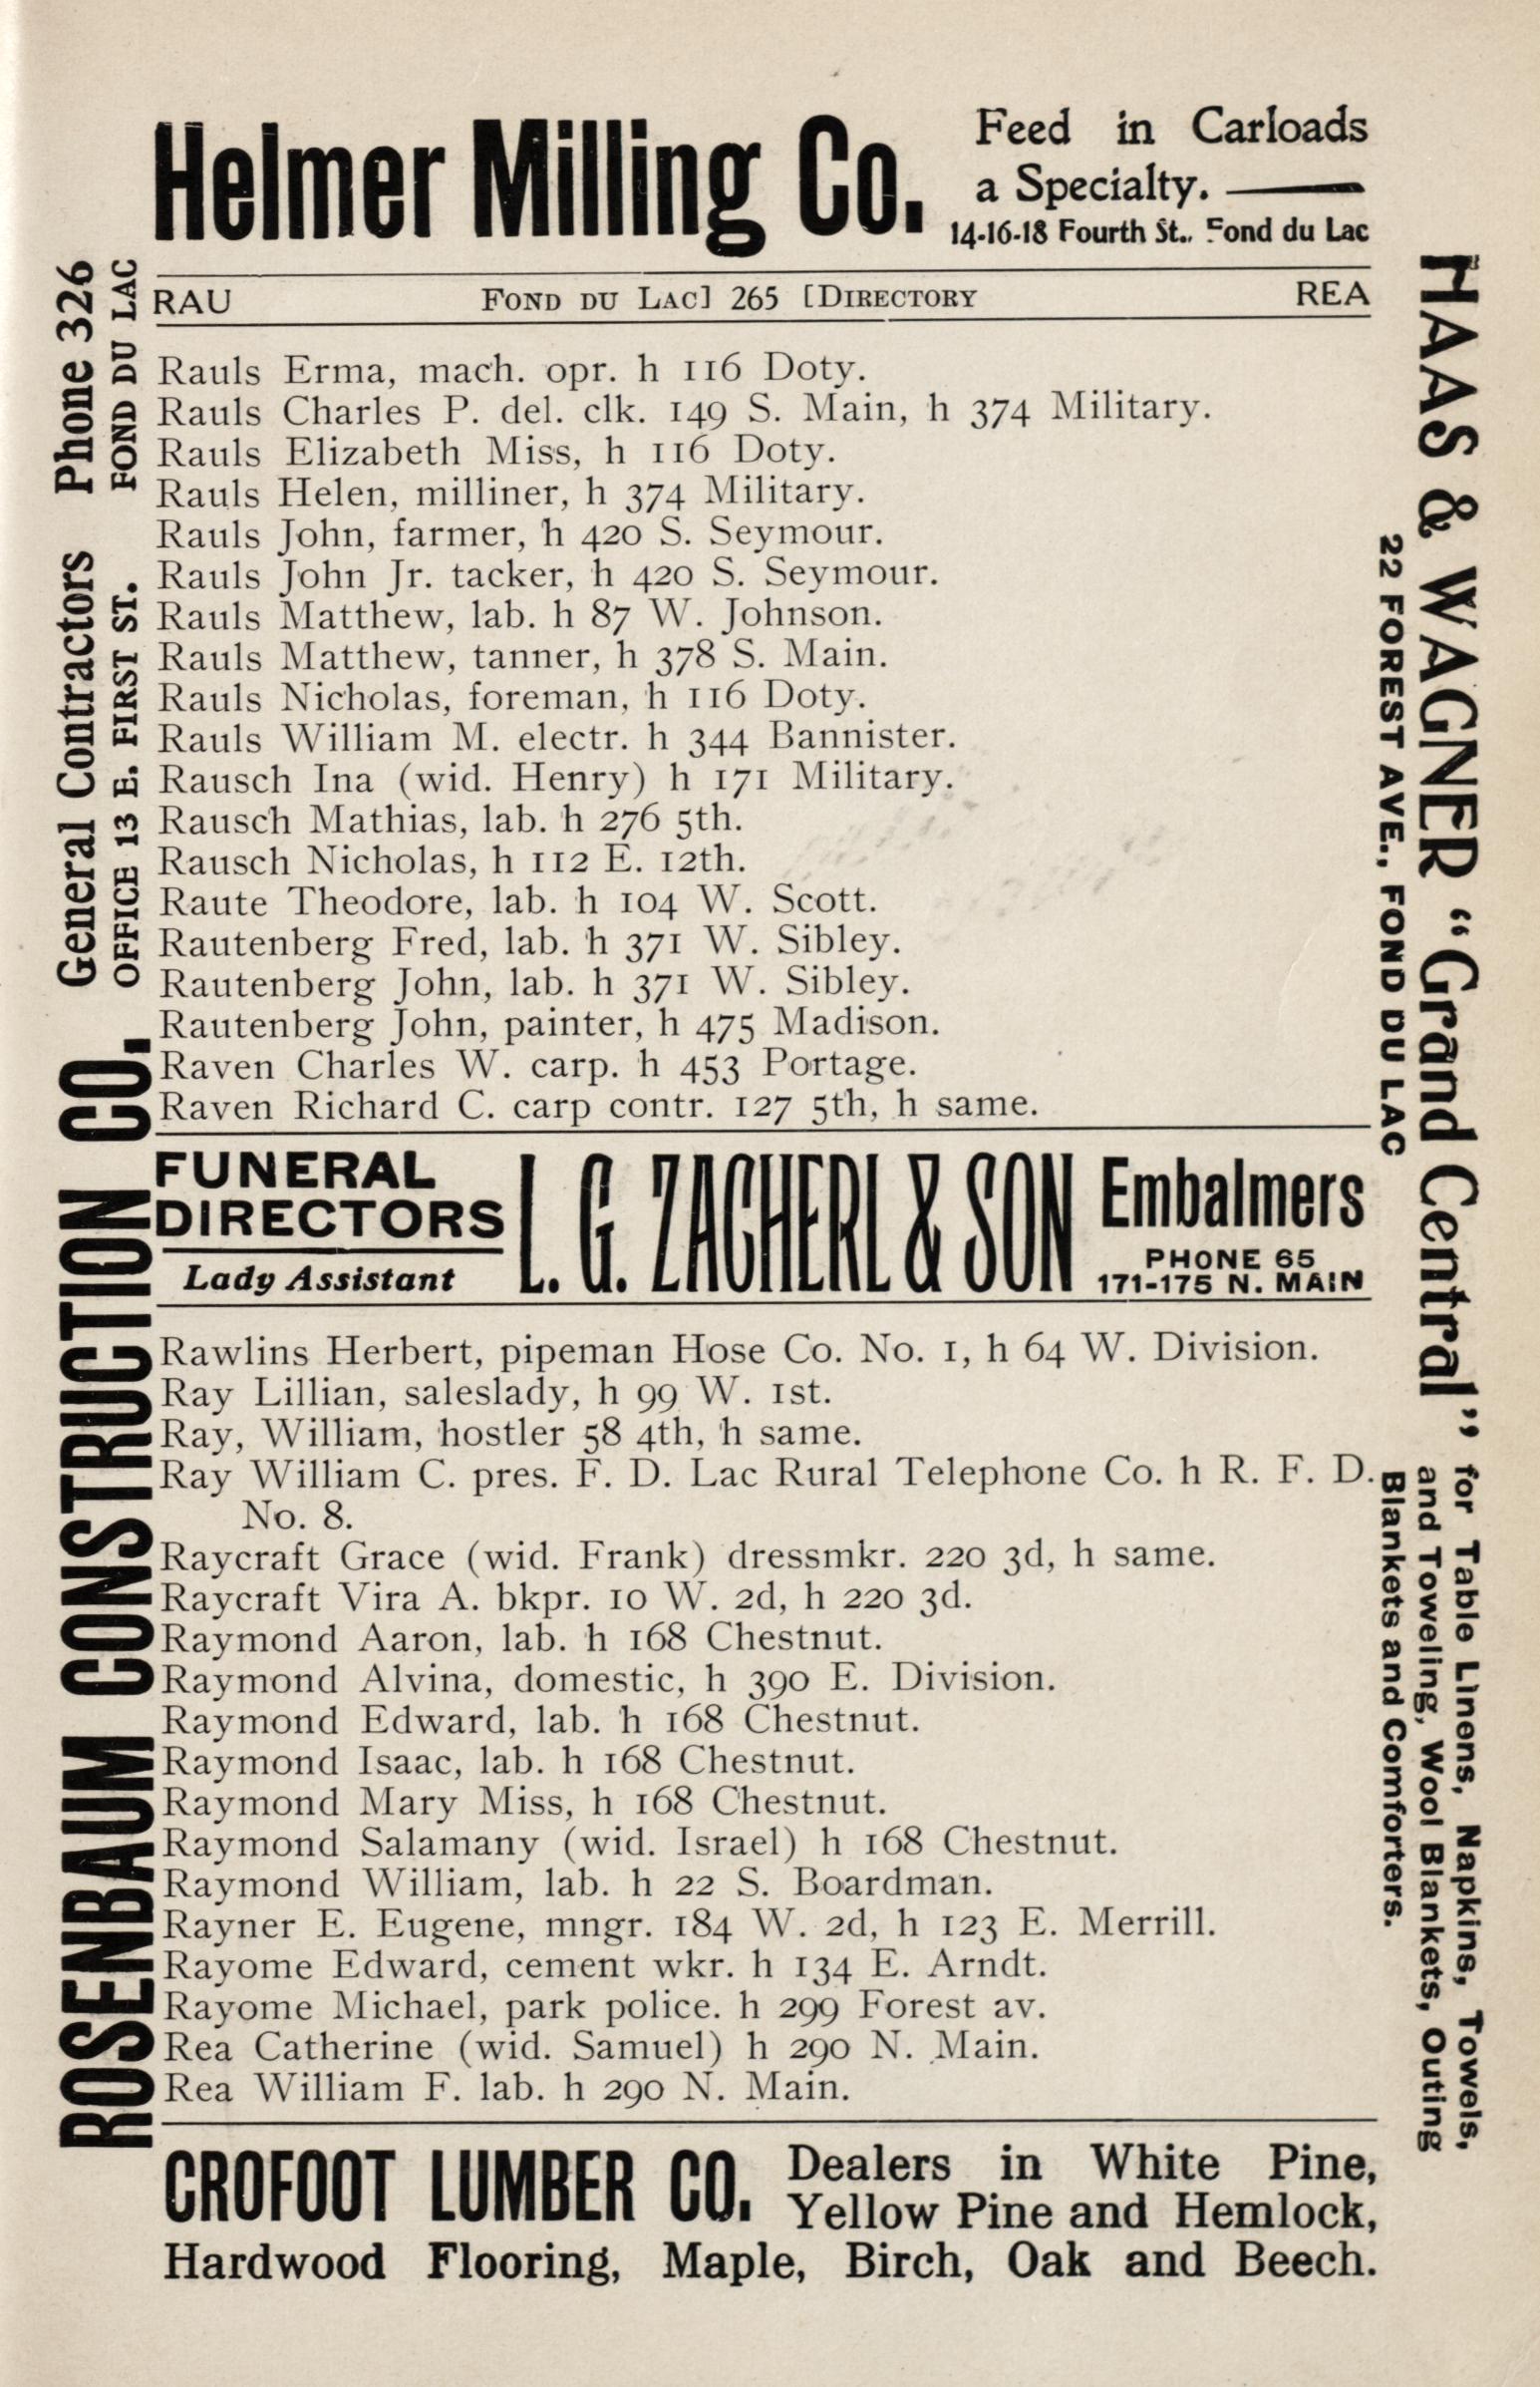 Helmer Milling Co.
Feed in Carloads
a Specialty.
14-16-18 Fourth St., Fond du Lac
RAU FOND DU LAC] 265 [DIRECTORY REA
Rauls Erma, mach. opr. h 116 Doty.
Rauls Charles P. del. clk. 149 S. Main, h 374 Military.
Rauls Elizabeth Miss, h 116 Doty.
Rauls Helen, milliner, h 374 Military.
Rauls John, farmer, h 420 S. Seymour.
Rauls John Jr. tacker, h 420 S. Seymour.
Rauls Matthew, lab. h 87 W. Johnson.
Rauls Matthew, tanner, h 378 S. Main.
Rauls Nicholas, foreman, h 116 Doty.
Rauls William M. electr. h 344 Bannister.
Rausch Ina (wid. Henry) h 171 Military.
Rausch Mathias, lab. h 276 5th.
Rausch Nicholas, h 112 E. 12th.
Raute Theodore, lab. h 104 W. Scott.
Rautenberg Fred, lab. h 371 W. Sibley.
Rautenberg John, lab. h 371 W. Sibley.
Rautenberg John, painter, h 475 Madison.
Raven Charles W. carp. h 453 Portage.
Raven Richard C. carp contr. 127 5th, h same.
FUNERAL
DIRECTORS
Lady Assistant
L. G. ZACHERL & SON
Embalmers
PHONE 65
171-175 N. MAIN
Rawlins Herbert, pipeman Hose Co. No. 1, h 64 W. Division.
Ray Lillian, saleslady, h 99 W. 1st.
Ray, William, hostler 58 4th, h same.
Ray William C. pres. F. D. Lac Rural Telephone Co. h R. F. D.
No. 8.
Raycraft Grace (wid. Frank) dressmkr. 220 3d, h same.
Raycraft Vira A. bkpr. 10 W. 2d, h 220 3d.
Raymond Aaron, lab. h 168 Chestnut.
Raymond Alvina, domestic, h 390 E. Division.
Raymond Edward, lab. h 168 Chestnut.
Raymond Isaac, lab. h 168 Chestnut.
Raymond Mary Miss, h 168 Chestnut.
Raymond Salamany (wid. Israel) h 168 Chestnut.
Raymond William, lab. h 22 S. Boardman.
Rayner E. Eugene, mngr. 184 W. 2d, h 123 E. Merrill.
Rayome Edward, cement wkr. h 134 E. Arndt.
Rayome Michael, park police. h 299 Forest av.
Rea Catherine (wid. Samuel) h 290 N. Main.
Rea William F. lab. h 290 N. Main.
CROFOOT LUMBER CO.
Dealers in White Pine,
Yellow Pine and Hemlock,
Hardwood Flooring, Maple, Birch, Oak and Beech.
ROSENBAUM CONSTRUCTION CO.
General Contractors Phone 326
OFFICE 13 E. FIRST ST. FOND DU LAC
HAAS & WAGNER "Grand Central"
22 FOREST AVE., FOND DU LAC
for Table Linens, Napkins, Towels,
and Toweling, Wool Blankets, Outing
Blankets and Comforters.